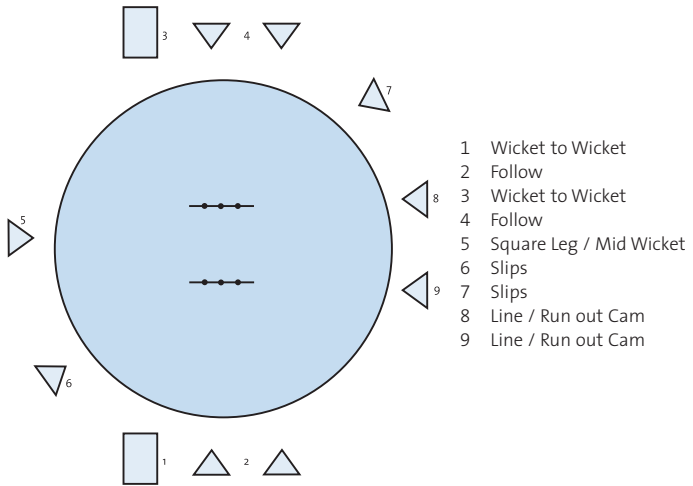 3
4
7
8
5
9
6
1
2
1 Wicket to Wicket
2 Follow
3 Wicket to Wicket
4 Follow
5 Square Leg / Mid Wicket
6 Slips
7 Slips
8 Line / Run out Cam
9 Line / Run out Cam